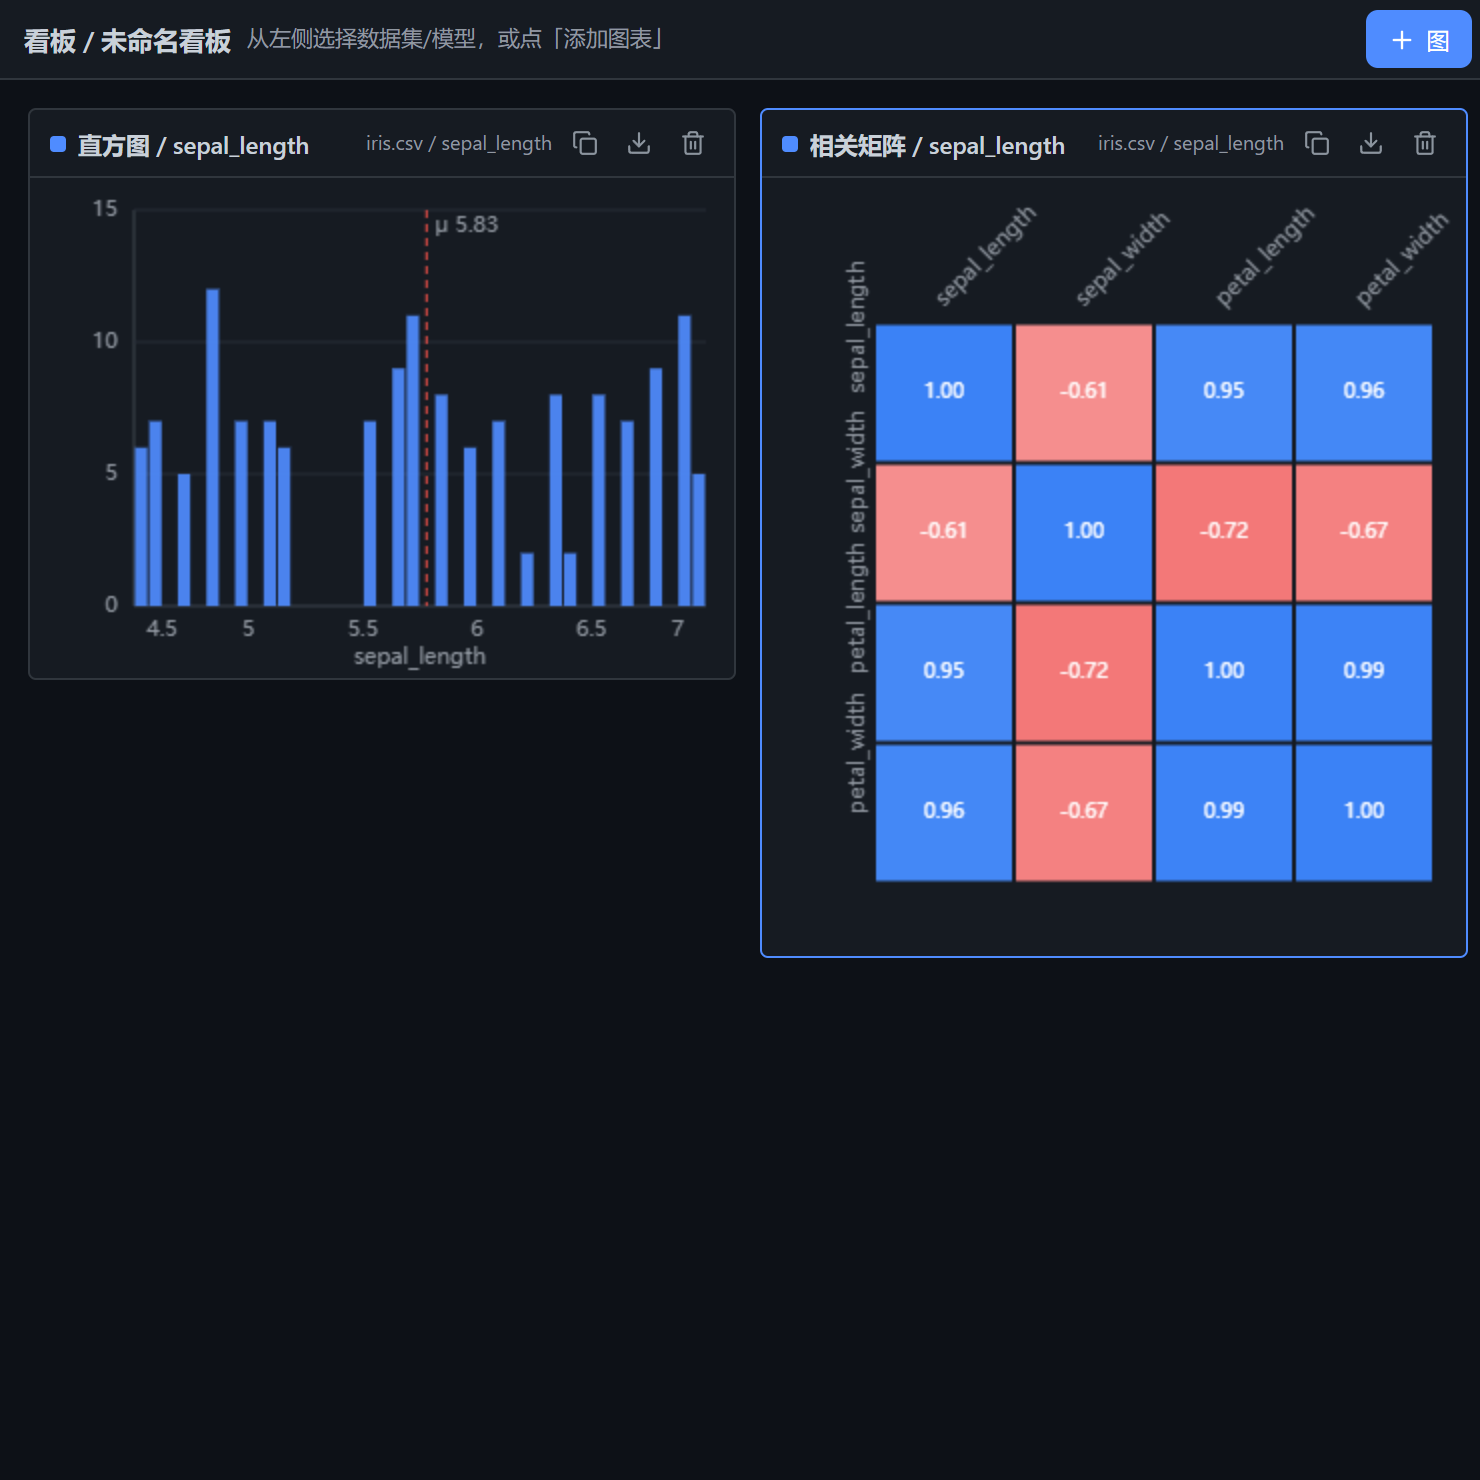 看板 / 未命名看板 从左侧选择数据集/模型，或点「添加图表」
+ 图
直方图 / sepal_length iris.csv / sepal_length
15
10
5
0
μ 5.83
4.5 5 5.5 6 6.5 7
sepal_length
相关矩阵 / sepal_length iris.csv / sepal_length
sepal_length sepal_width petal_length petal_width
sepal_length 1.00 -0.61 0.95 0.96
sepal_width -0.61 1.00 -0.72 -0.67
petal_length 0.95 -0.72 1.00 0.99
petal_width 0.96 -0.67 0.99 1.00